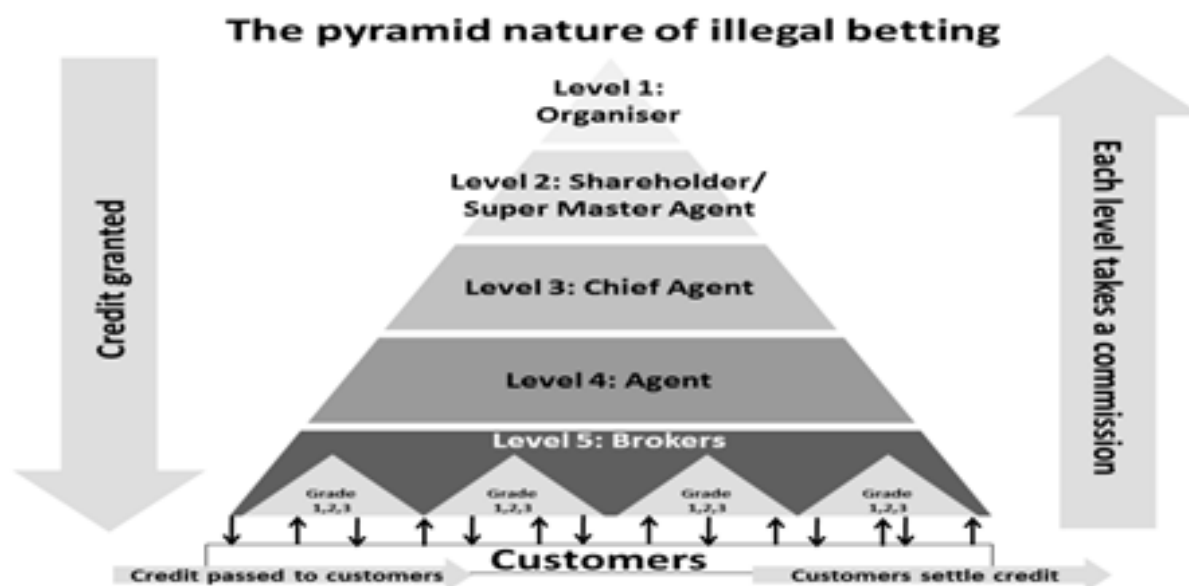 The pyramid nature of illegal betting
Level 1:
Organiser
Level 2: Shareholder/
Super Master Agent
Level 3: Chief Agent
Level 4: Agent
Level 5: Brokers
Grade
1,2,3
Grade
1,2,3
Grade
1,2,3
Grade
1,2,3
Customers
Credit passed to customers
Customers settle credit
Credit granted
Each level takes a commission